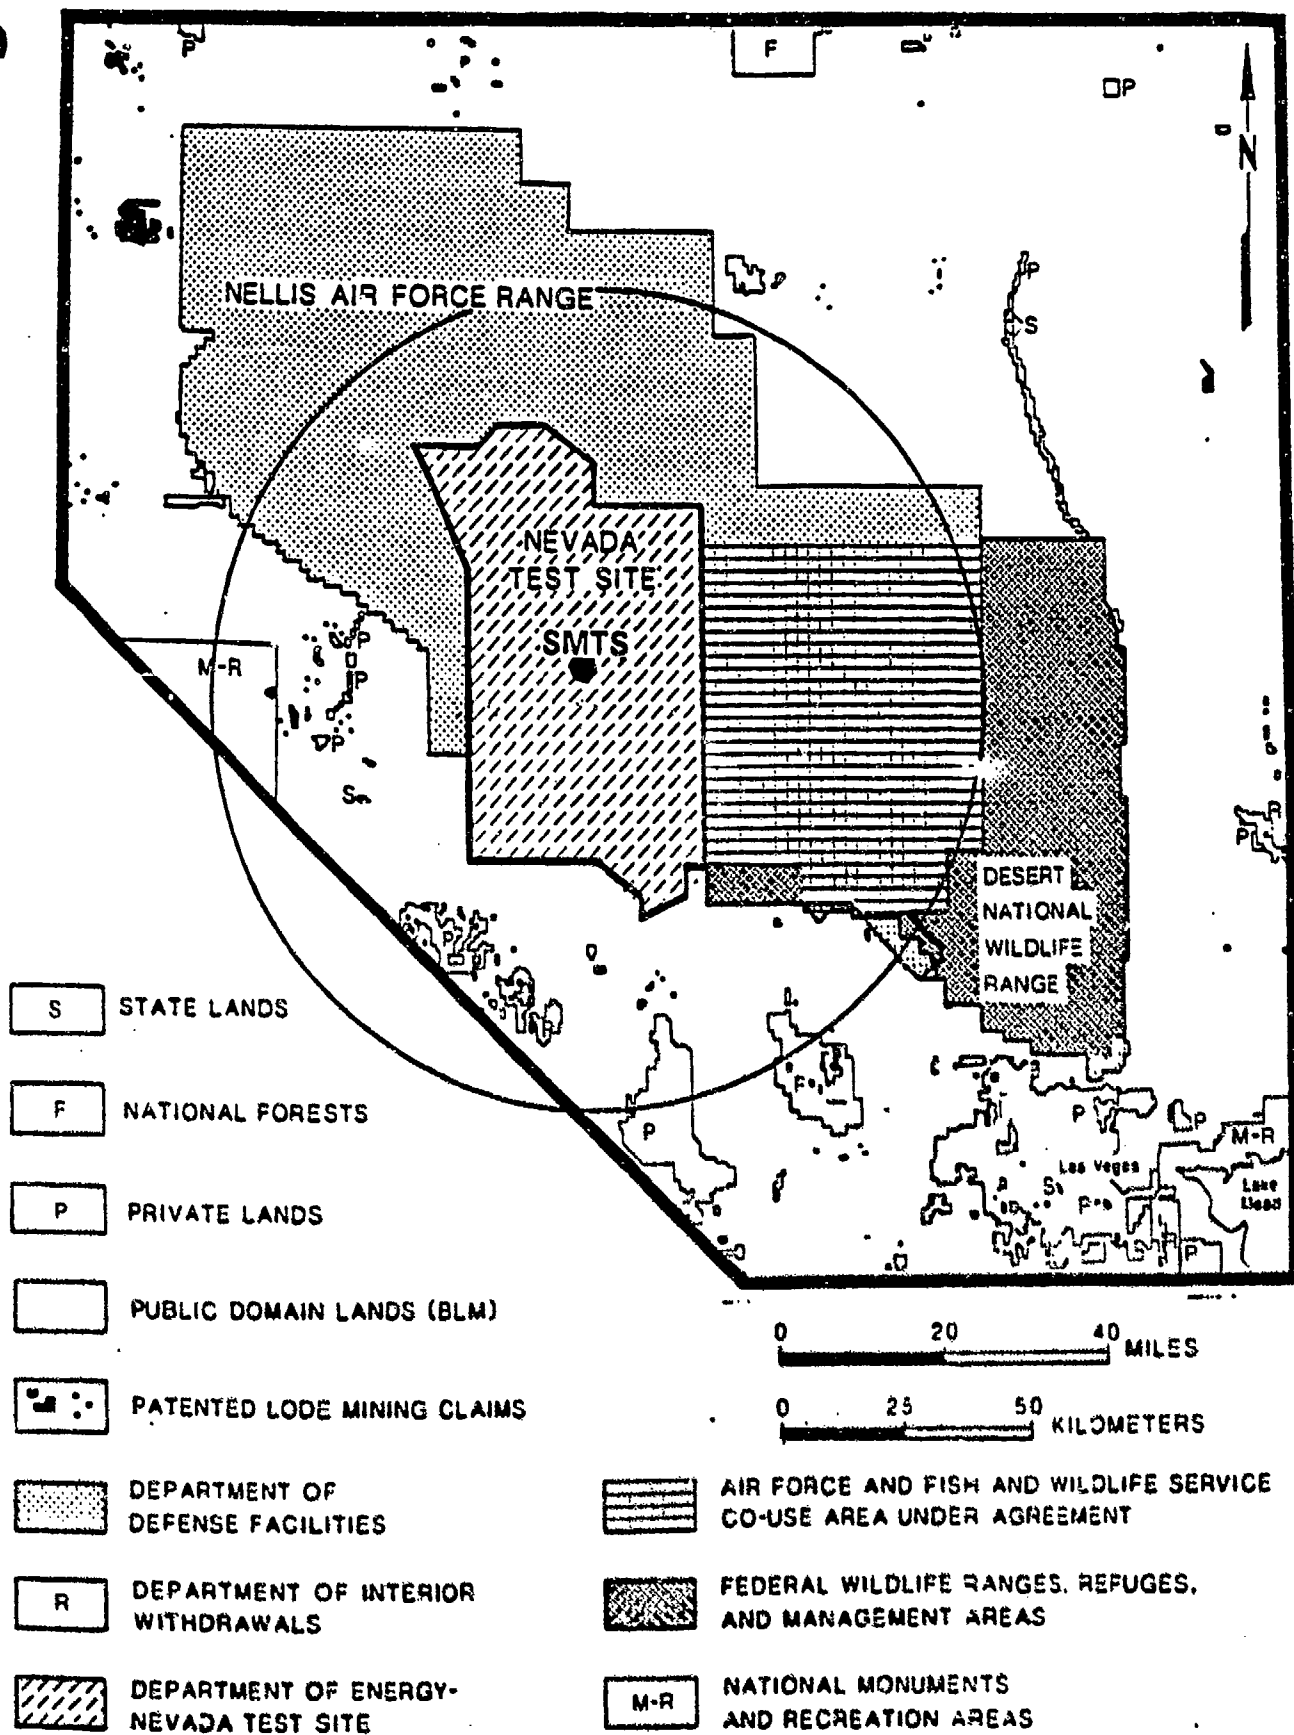 P
P
F
P
N
NELLIS AIR FORCE RANGE
P
S
NEVADA
TEST SITE
SMTS
P
M-R
P
P
S
R
P
DESERT
NATIONAL
WILDLIFE
RANGE
P
S STATE LANDS
F NATIONAL FORESTS
P
P
P
P
M-R
Las Vegas
Lake
Mead
S
P
P PRIVATE LANDS
S
P
P
PUBLIC DOMAIN LANDS (BLM)
0 20 40
MILES
PATENTED LODE MINING CLAIMS
0 25 50
KILOMETERS
DEPARTMENT OF
DEFENSE FACILITIES
AIR FORCE AND FISH AND WILDLIFE SERVICE
CO-USE AREA UNDER AGREEMENT
R DEPARTMENT OF INTERIOR
WITHDRAWALS
FEDERAL WILDLIFE RANGES, REFUGES,
AND MANAGEMENT AREAS
DEPARTMENT OF ENERGY-
NEVADA TEST SITE
M-R NATIONAL MONUMENTS
AND RECREATION AREAS